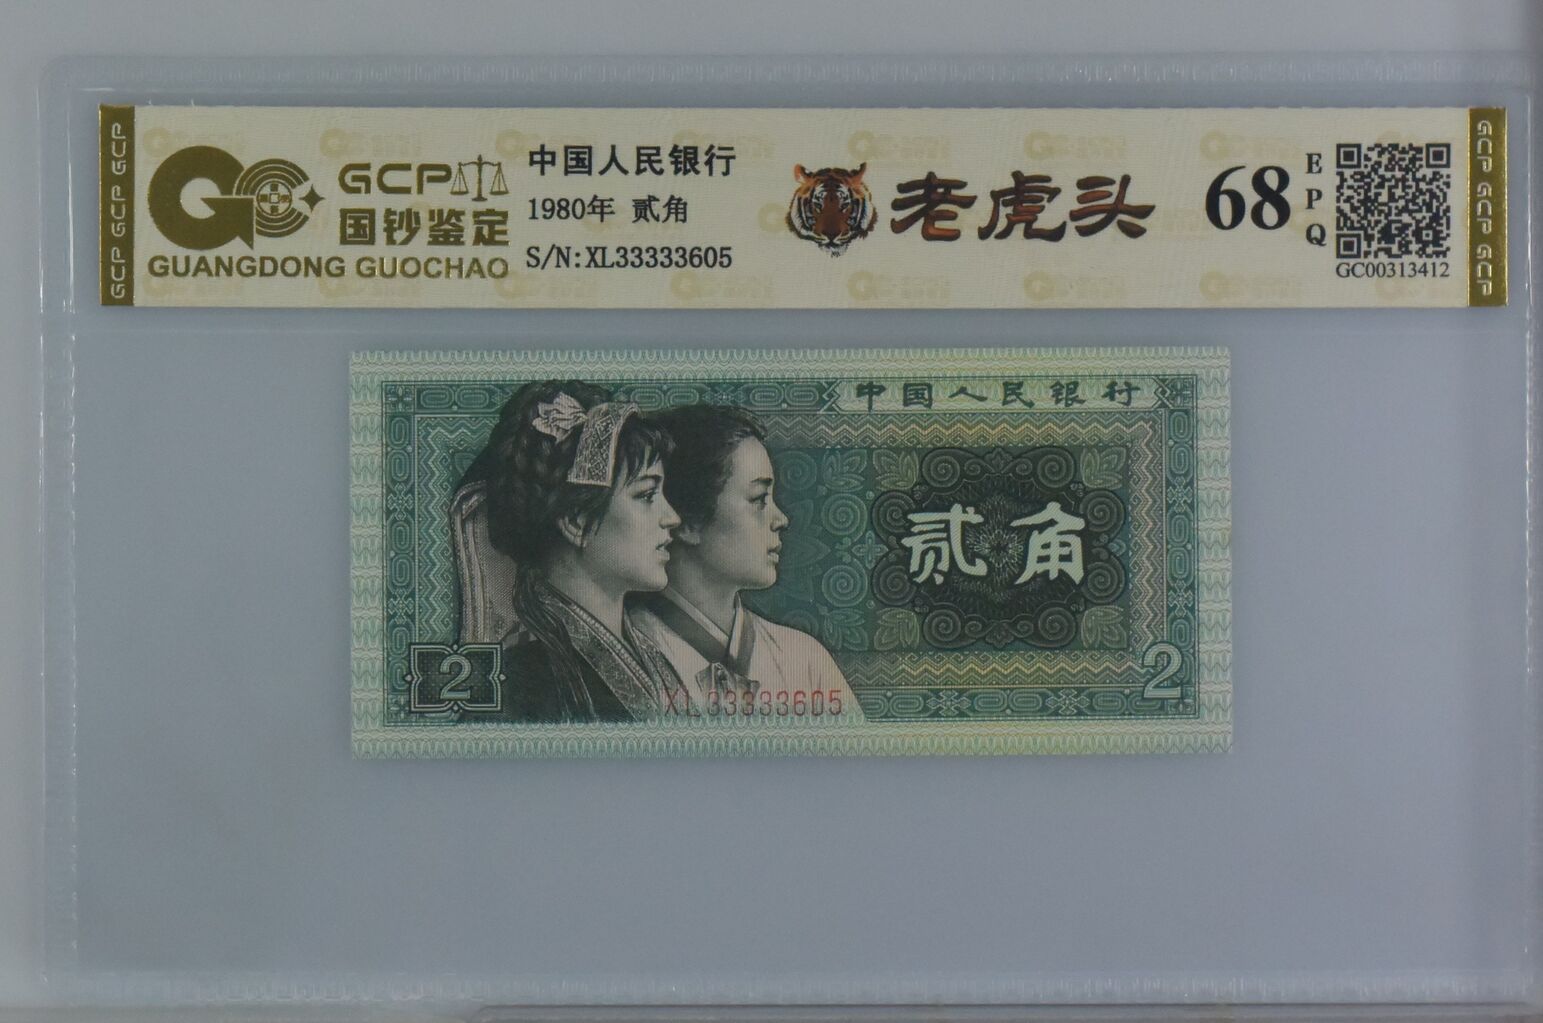 GCP GCP GCP
GCP
国钞鉴定
GUANGDONG GUOCHAO
中国人民银行
1980年 贰角
S/N:XL33333605
老虎头
68
EPQ
GC00313412
GCP GCP GCP
中国人民银行
贰角
2
2
XL33333605